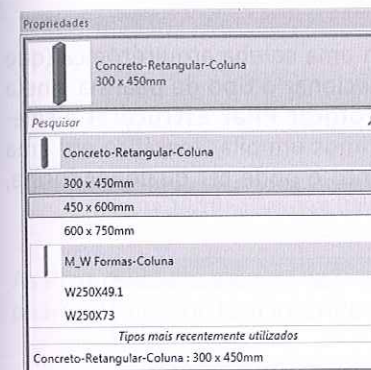 Propriedades
Concreto-Retangular-Coluna
300 x 450mm
Pesquisar
Concreto-Retangular-Coluna
300 x 450mm
450 x 600mm
600 x 750mm
M_W Formas-Coluna
W250X49.1
W250X73
Tipos mais recentemente utilizados
Concreto-Retangular-Coluna : 300 x 450mm